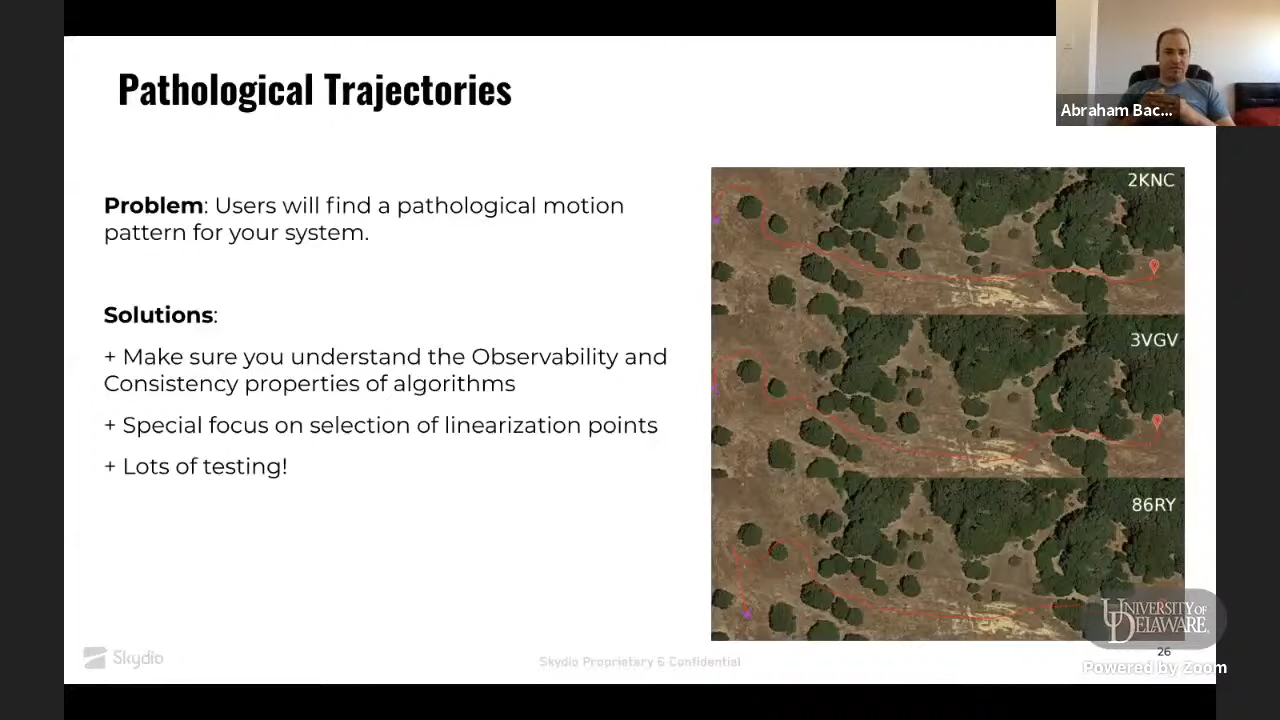 Pathological Trajectories
Abraham Bac...
Problem: Users will find a pathological motion
pattern for your system.
Solutions:
+ Make sure you understand the Observability and
Consistency properties of algorithms
+ Special focus on selection of linearization points
+ Lots of testing!
2KNC
3VGV
86RY
UNIVERSITY OF
DELAWARE
Skydio
Skydio Proprietary & Confidential
26
Powered by Zoom